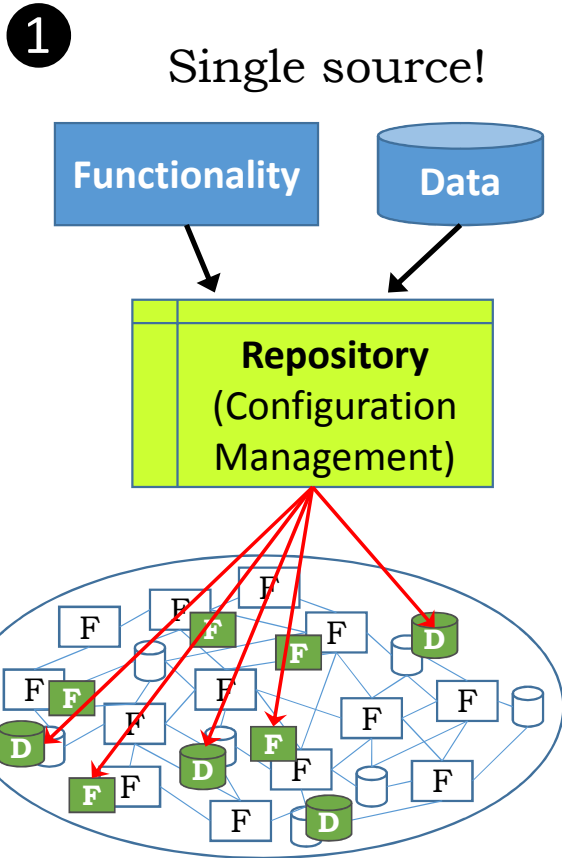 1
Single source!
Functionality
Data
Repository
(Configuration
Management)
F
F
F
F
F
F
D
F
F
F
F
F
F
F
D
F
D
F
F
F
F
F
D